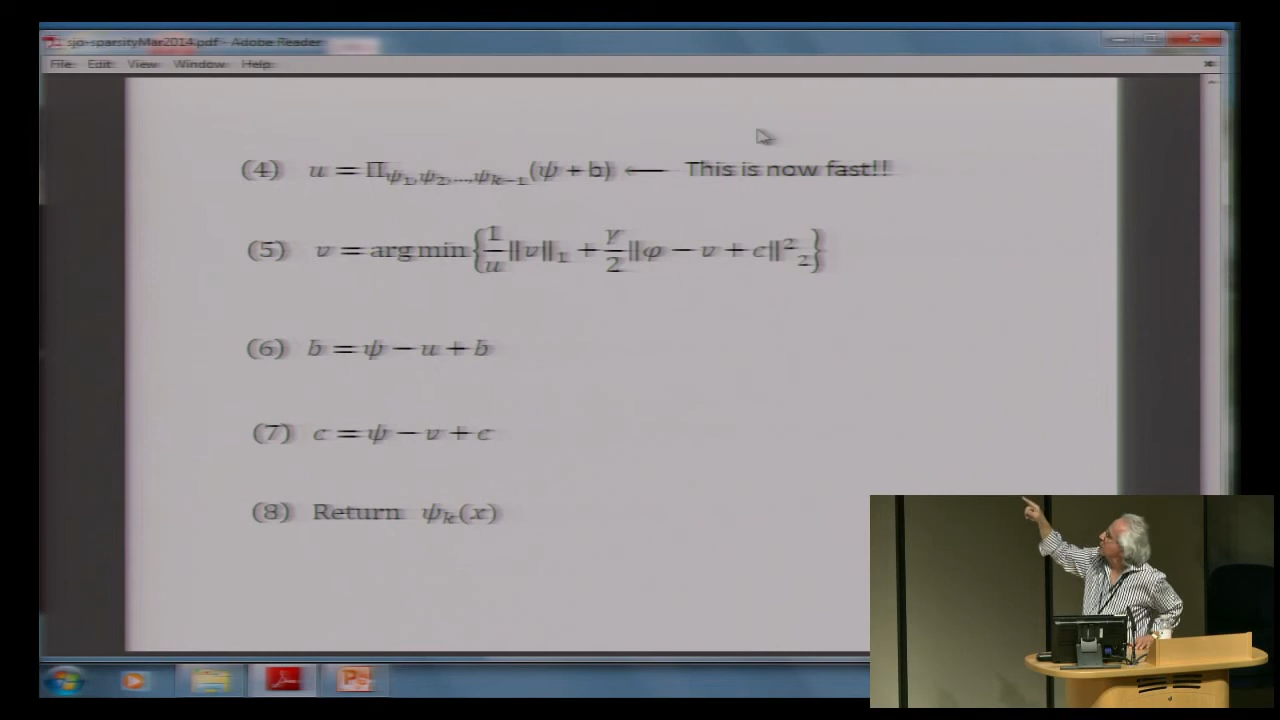 sjo-sparsityMar2014.pdf - Adobe Reader
File Edit View Window Help
(4) u = Π_{ψ₁,ψ₂,...,ψ_{k−1}}(ψ + b) ⟵ This is now fast!!
(5) v = arg min {1/u ‖v‖₁ + γ/2 ‖φ − v + c‖²₂}
(6) b = ψ − u + b
(7) c = ψ − v + c
(8) Return ψₖ(x)